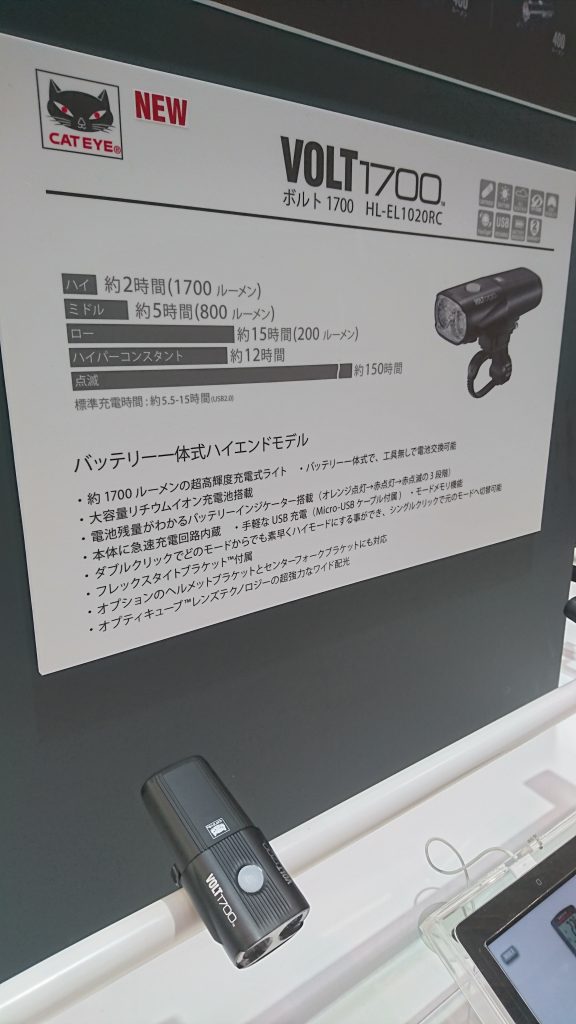 400
400
CATEYE®
NEW
VOLT1700™
ボルト 1700 HL-EL1020RC
USB
ハイ 約2時間(1700 ルーメン)
ミドル 約5時間(800 ルーメン)
ロー 約15時間(200 ルーメン)
ハイパーコンスタント 約12時間
点滅 約150時間
標準充電時間：約5.5-15時間(USB2.0)
バッテリー一体式ハイエンドモデル
・約 1700 ルーメンの超高輝度充電式ライト ・バッテリー一体式で、工具無しで電池交換可能
・大容量リチウムイオン充電池搭載
・電池残量がわかるバッテリーインジケーター搭載（オレンジ点灯→赤点灯→赤点滅の 3 段階）
・本体に急速充電回路内蔵 ・手軽な USB 充電（Micro-USB ケーブル付属） ・モードメモリ機能
・ダブルクリックでどのモードからでも素早くハイモードにする事ができ、シングルクリックで元のモードへ切替可能
・フレックスタイトブラケット™付属
・オプションのヘルメットブラケットとセンターフォークブラケットにも対応
・オプティキューブ™レンズテクノロジーの超強力なワイド配光
VOLT1700™